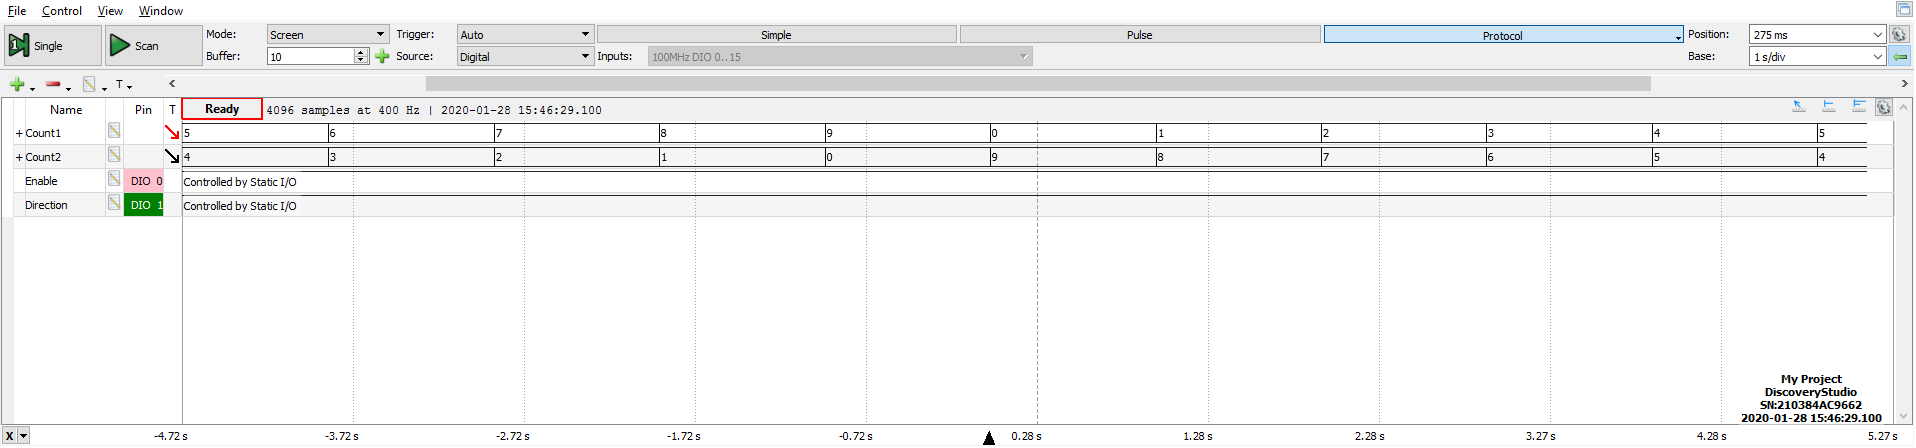 File Control View Window
1 Single Scan Mode: Screen Trigger: Auto Simple Pulse Protocol Position: 275 ms
Buffer: 10 Source: Digital Inputs: 100MHz DIO 0..15 Base: 1 s/div
T
Name Pin T Ready 4096 samples at 400 Hz | 2020-01-28 15:46:29.100
+ Count1 5 6 7 8 9 0 1 2 3 4 5
+ Count2 4 3 2 1 0 9 8 7 6 5 4
Enable DIO 0 Controlled by Static I/O
Direction DIO 1 Controlled by Static I/O
My Project
DiscoveryStudio
SN:210384AC9662
2020-01-28 15:46:29.100
X -4.72 s -3.72 s -2.72 s -1.72 s -0.72 s 0.28 s 1.28 s 2.28 s 3.27 s 4.28 s 5.27 s